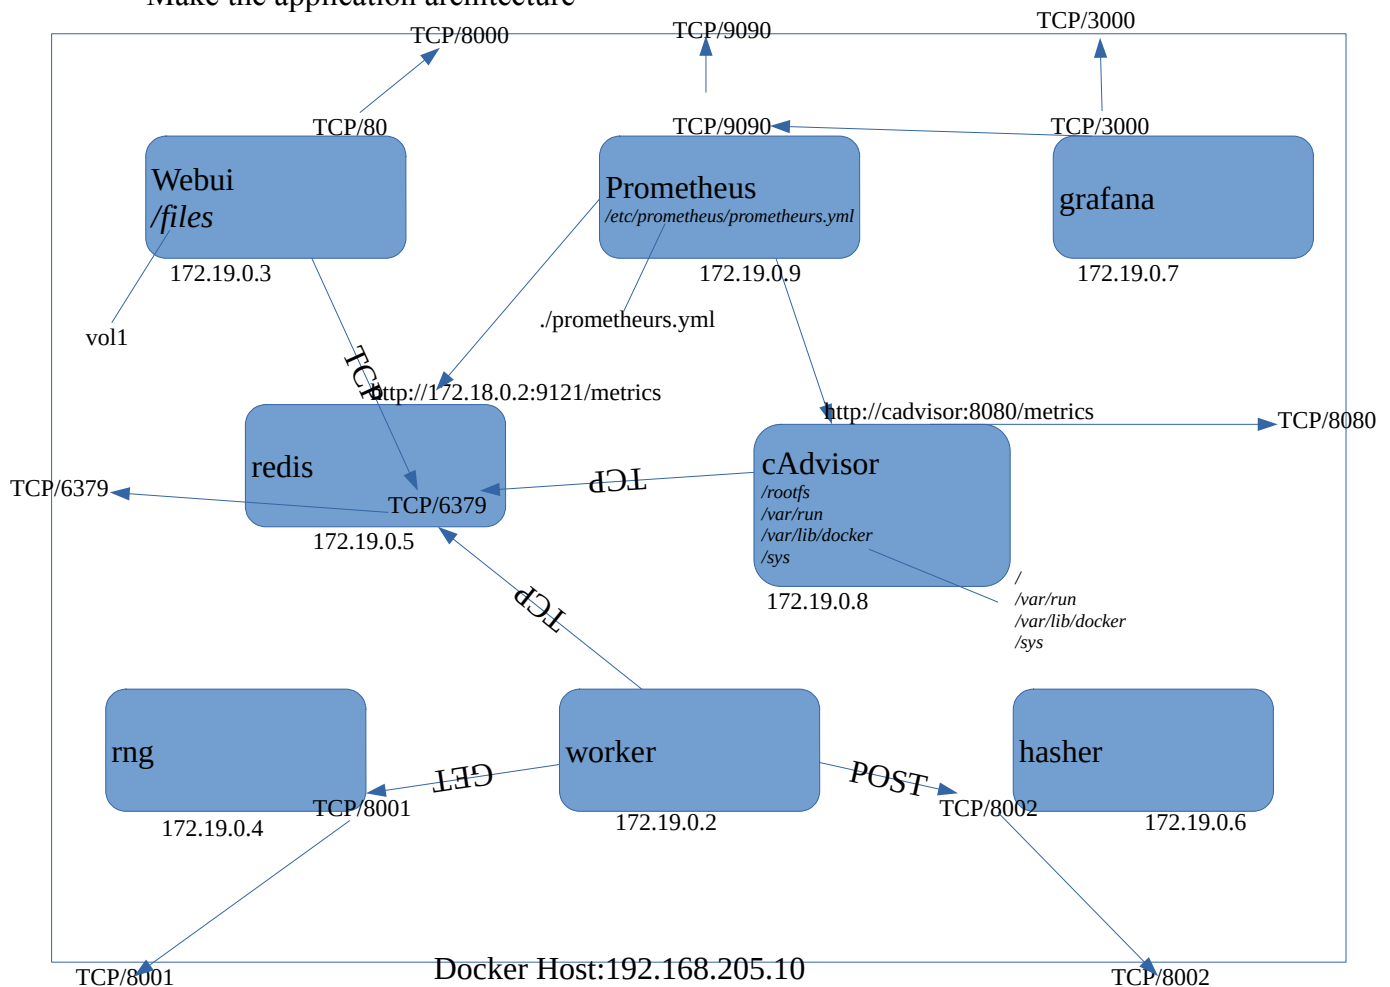 Make the application architecture
TCP/8000
TCP/9090
TCP/3000
TCP/80
TCP/9090
TCP/3000
Webui
/files
Prometheus
/etc/prometheus/prometheurs.yml
grafana
172.19.0.3
172.19.0.9
172.19.0.7
vol1
./prometheurs.yml
TCP
http://172.18.0.2:9121/metrics
http://cadvisor:8080/metrics
TCP/8080
redis
TCP/6379
TCP/6379
TCP
cAdvisor
/rootfs
/var/run
/var/lib/docker
/sys
172.19.0.5
172.19.0.8
/
/var/run
/var/lib/docker
/sys
TCP
rng
worker
hasher
GET
POST
TCP/8001
TCP/8002
172.19.0.4
172.19.0.2
172.19.0.6
TCP/8001
Docker Host:192.168.205.10
TCP/8002